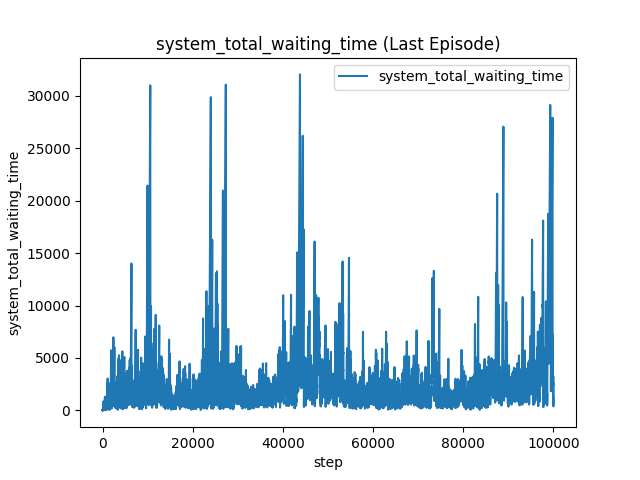 system_total_waiting_time (Last Episode)
system_total_waiting_time
30000
25000
20000
15000
10000
5000
0
system_total_waiting_time
0 20000 40000 60000 80000 100000
step